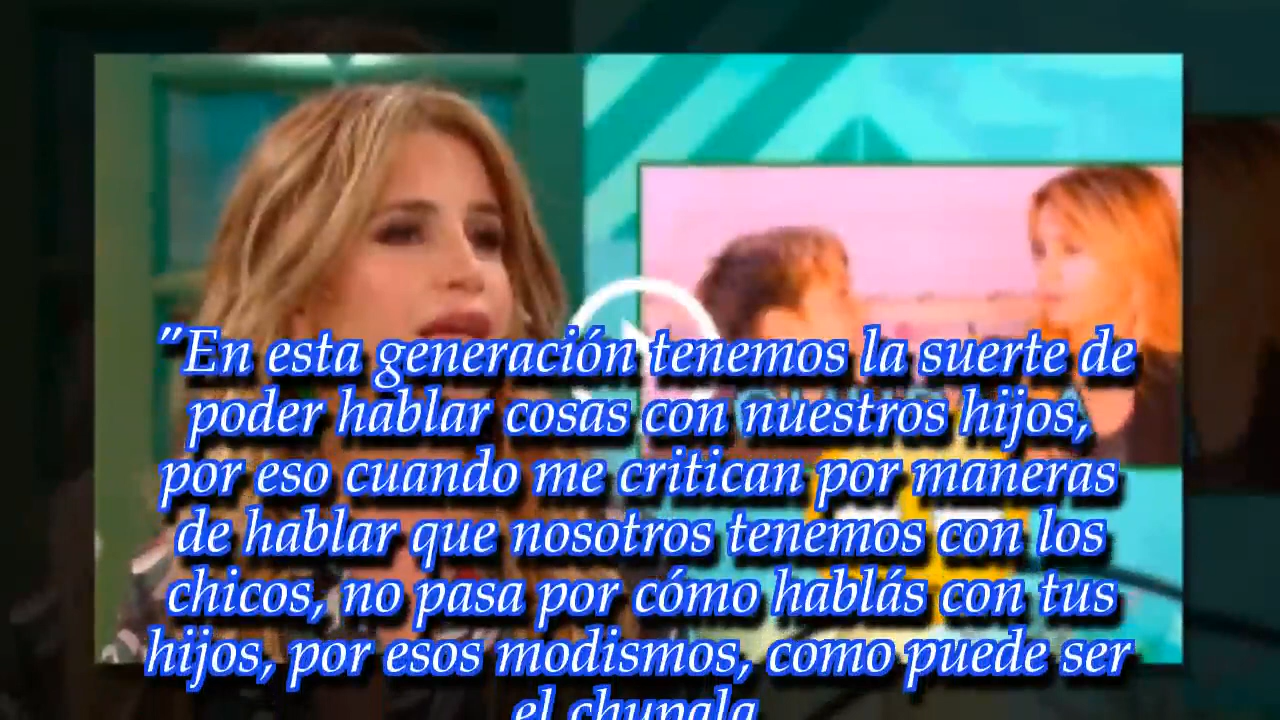 "En esta generación tenemos la suerte de
poder hablar cosas con nuestros hijos,
por eso cuando me critican por maneras
de hablar que nosotros tenemos con los
chicos, no pasa por cómo hablás con tus
hijos, por esos modismos, como puede ser
el chupala